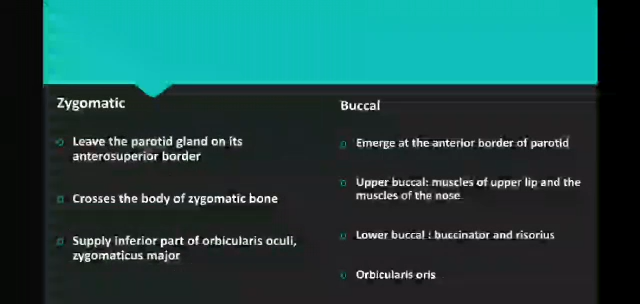 Zygomatic
Leave the parotid gland on its
anterosuperior border
Crosses the body of zygomatic bone
Supply inferior part of orbicularis oculi,
zygomaticus major
Buccal
Emerge at the anterior border of parotid
Upper buccal: muscles of upper lip and the
muscles of the nose
Lower buccal : buccinator and risorius
Orbicularis oris